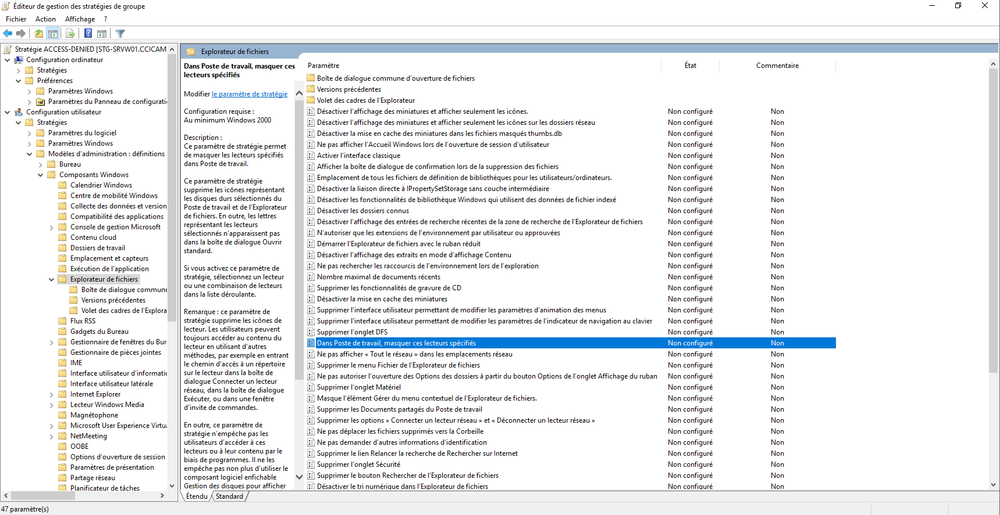 Éditeur de gestion des stratégies de groupe
Fichier Action Affichage ?
Stratégie ACCESS-DENIED [STG-SRVW01.CCICAM
Configuration ordinateur
Stratégies
Préférences
Paramètres Windows
Paramètres du Panneau de configurati
Configuration utilisateur
Stratégies
Paramètres du logiciel
Paramètres Windows
Modèles d'administration : définitions
Bureau
Composants Windows
Calendrier Windows
Centre de mobilité Windows
Collecte des données et version
Compatibilité des applications
Console de gestion Microsoft
Contenu cloud
Dossiers de travail
Emplacement et capteurs
Exécution de l'application
Explorateur de fichiers
Boîte de dialogue commune
Versions précédentes
Volet des cadres de l'Explora
Flux RSS
Gadgets du Bureau
Gestionnaire de fenêtres du Bur
Gestionnaire de pièces jointes
IME
Interface utilisateur d'informatic
Interface utilisateur latérale
Internet Explorer
Lecteur Windows Media
Magnétophone
Microsoft User Experience Virtua
NetMeeting
OOBE
Options d'ouverture de session
Paramètres de présentation
Partage réseau
Planificateur de tâches
Explorateur de fichiers
Dans Poste de travail, masquer ces
lecteurs spécifiés
Modifier le paramètre de stratégie
Configuration requise :
Au minimum Windows 2000
Description :
Ce paramètre de stratégie permet
de masquer les lecteurs spécifiés
dans Poste de travail.
Ce paramètre de stratégie
supprime les icônes représentant
les disques durs sélectionnés du
Poste de travail et de l'Explorateur
de fichiers. En outre, les lettres
représentant les lecteurs
sélectionnés n'apparaissent pas
dans la boîte de dialogue Ouvrir
standard.
Si vous activez ce paramètre de
stratégie, sélectionnez un lecteur
ou une combinaison de lecteurs
dans la liste déroulante.
Remarque : ce paramètre de
stratégie supprime les icônes de
lecteur. Les utilisateurs peuvent
toujours accéder au contenu du
lecteur en utilisant d'autres
méthodes, par exemple en entrant
le chemin d'accès à un répertoire
sur le lecteur dans la boîte de
dialogue Connecter un lecteur
réseau, dans la boîte de dialogue
Exécuter, ou dans une fenêtre
d'invite de commandes.
En outre, ce paramètre de
stratégie n'empêche pas les
utilisateurs d'accéder à ces
lecteurs ou à leur contenu par le
biais de programmes. Il ne les
empêche pas non plus d'utiliser le
composant logiciel enfichable
Gestion des disques pour afficher
Paramètre État Commentaire
Boîte de dialogue commune d'ouverture de fichiers
Versions précédentes
Volet des cadres de l'Explorateur
Désactiver l'affichage des miniatures et afficher seulement les icônes. Non configuré Non
Désactiver l'affichage des miniatures et afficher seulement les icônes sur les dossiers réseau Non configuré Non
Désactiver la mise en cache des miniatures dans les fichiers masqués thumbs.db Non configuré Non
Ne pas afficher l'Accueil Windows lors de l'ouverture de session d'utilisateur Non configuré Non
Activer l'interface classique Non configuré Non
Afficher la boîte de dialogue de confirmation lors de la suppression des fichiers Non configuré Non
Emplacement de tous les fichiers de définition de bibliothèques pour les utilisateurs/ordinateurs. Non configuré Non
Désactiver la liaison directe à IPropertySetStorage sans couche intermédiaire Non configuré Non
Désactiver les fonctionnalités de bibliothèque Windows qui utilisent des données de fichier indexé Non configuré Non
Désactiver les dossiers connus Non configuré Non
Désactiver l'affichage des entrées de recherche récentes de la zone de recherche de l'Explorateur de fichiers Non configuré Non
N'autoriser que les extensions de l'environnement par utilisateur ou approuvées Non configuré Non
Démarrer l'Explorateur de fichiers avec le ruban réduit Non configuré Non
Désactiver l'affichage des extraits en mode d'affichage Contenu Non configuré Non
Ne pas rechercher les raccourcis de l'environnement lors de l'exploration Non configuré Non
Nombre maximal de documents récents Non configuré Non
Supprimer les fonctionnalités de gravure de CD Non configuré Non
Désactiver la mise en cache des miniatures Non configuré Non
Supprimer l'interface utilisateur permettant de modifier les paramètres d'animation des menus Non configuré Non
Supprimer l'interface utilisateur permettant de modifier les paramètres de l'indicateur de navigation au clavier Non configuré Non
Supprimer l'onglet DFS Non configuré Non
Dans Poste de travail, masquer ces lecteurs spécifiés Non configuré Non
Ne pas afficher « Tout le réseau » dans les emplacements réseau Non configuré Non
Supprimer le menu Fichier de l'Explorateur de fichiers Non configuré Non
Ne pas autoriser l'ouverture des Options des dossiers à partir du bouton Options de l'onglet Affichage du ruban Non configuré Non
Supprimer l'onglet Matériel Non configuré Non
Masque l'élément Gérer du menu contextuel de l'Explorateur de fichiers. Non configuré Non
Supprimer les Documents partagés du Poste de travail Non configuré Non
Supprimer les options « Connecter un lecteur réseau » et « Déconnecter un lecteur réseau » Non configuré Non
Ne pas déplacer les fichiers supprimés vers la Corbeille Non configuré Non
Ne pas demander d'autres informations d'identification Non configuré Non
Supprimer le lien Relancer la recherche de Rechercher sur Internet Non configuré Non
Supprimer l'onglet Sécurité Non configuré Non
Supprimer le bouton Rechercher de l'Explorateur de fichiers Non configuré Non
Désactiver le tri numérique dans l'Explorateur de fichiers Non configuré Non
Étendu Standard
47 paramètre(s)